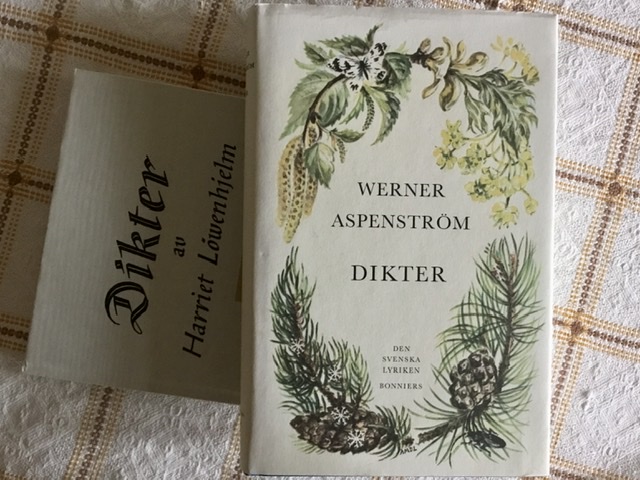 Dikter
av
Harriet Löwenhjelm
WERNER
ASPENSTRÖM
DIKTER
DEN
SVENSKA
LYRIKEN
BONNIERS